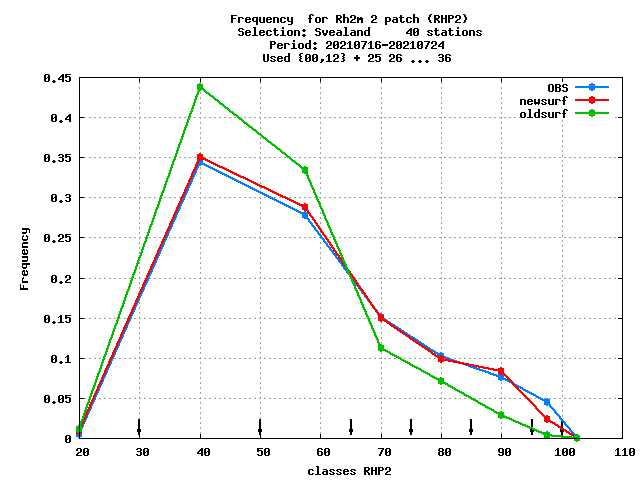 Frequency  for Rh2m 2 patch (RHP2)
Selection: Svealand     40 stations
Period: 20210716-20210724
Used {00,12} + 25 26 ... 36
OBS
newsurf
oldsurf
Frequency
0.45
0.4
0.35
0.3
0.25
0.2
0.15
0.1
0.05
0
20 30 40 50 60 70 80 90 100 110
classes RHP2